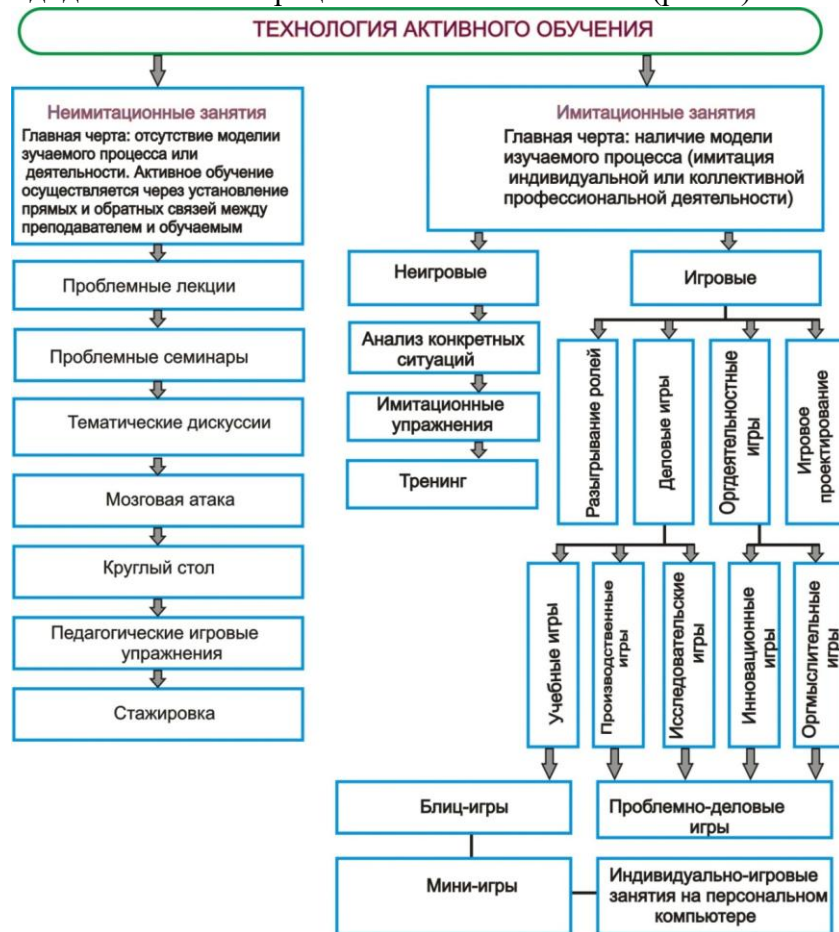 ТЕХНОЛОГИЯ АКТИВНОГО ОБУЧЕНИЯ
Неимитационные занятия
Главная черта: отсутствие моделии
зучаемого процесса или
деятельности. Активное обучение
осуществляется через установление
прямых и обратных связей между
преподавателем и обучаемым
Проблемные лекции
Проблемные семинары
Тематические дискуссии
Мозговая атака
Круглый стол
Педагогические игровые
упражнения
Стажировка
Имитационные занятия
Главная черта: наличие модели
изучаемого процесса (имитация
индивидуальной или коллективной
профессиональной деятельности)
Неигровые
Анализ конкретных
ситуаций
Имитационные
упражнения
Тренинг
Игровые
Разыгрывание ролей
Деловые игры
Оргдеятельностные
игры
Игровое
проектирование
Учебные игры
Производственные
игры
Исследовательские
игры
Инновационные
игры
Оргмыслительные
игры
Блиц-игры
Проблемно-деловые
игры
Мини-игры
Индивидуально-игровые
занятия на персональном
компьютере